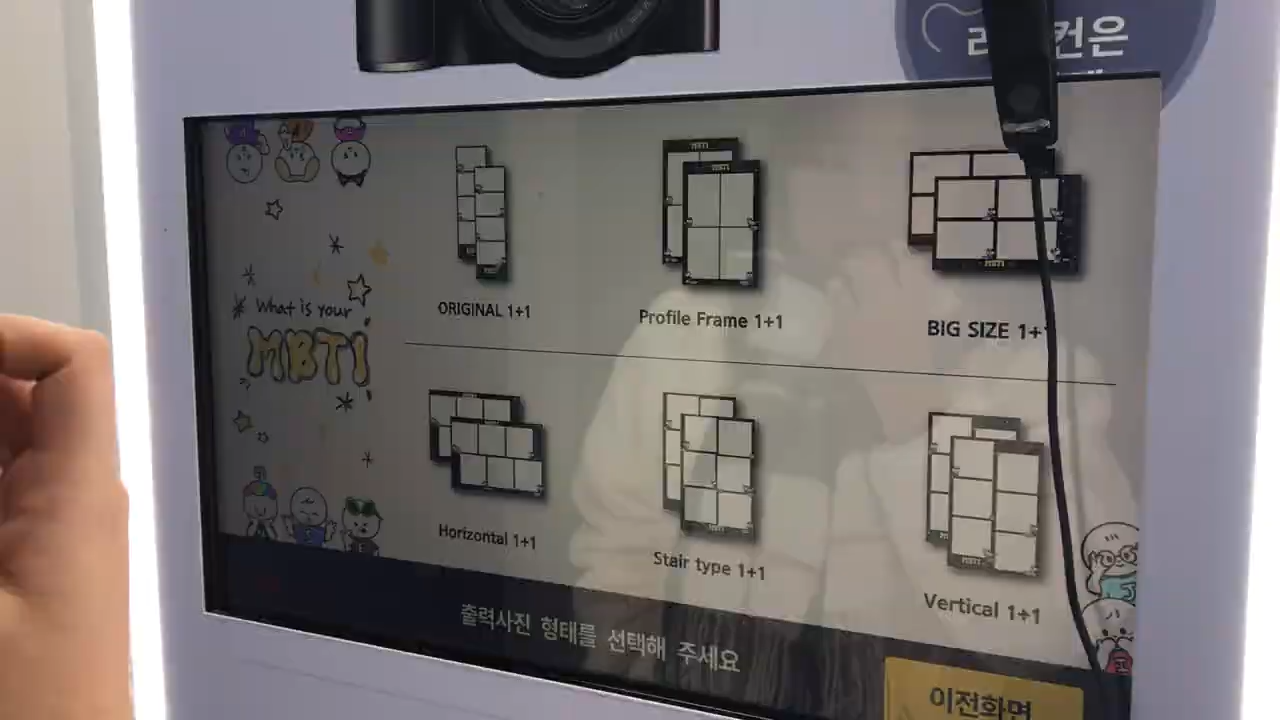 What is your
MBTI
ORIGINAL 1+1
Profile Frame 1+1
BIG SIZE 1+1
Horizontal 1+1
Stair type 1+1
Vertical 1+1
출력사진 형태를 선택해 주세요
이전화면